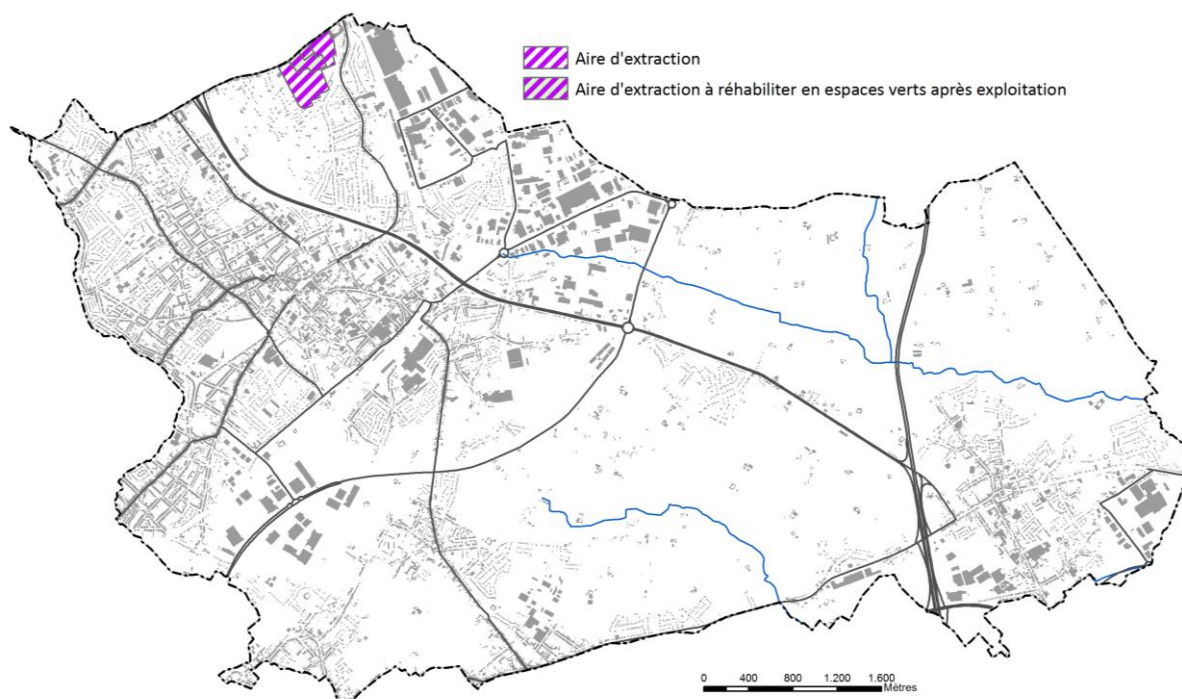 Aire d'extraction
Aire d'extraction à réhabiliter en espaces verts après exploitation
0 400 800 1.200 1.600
Mètres